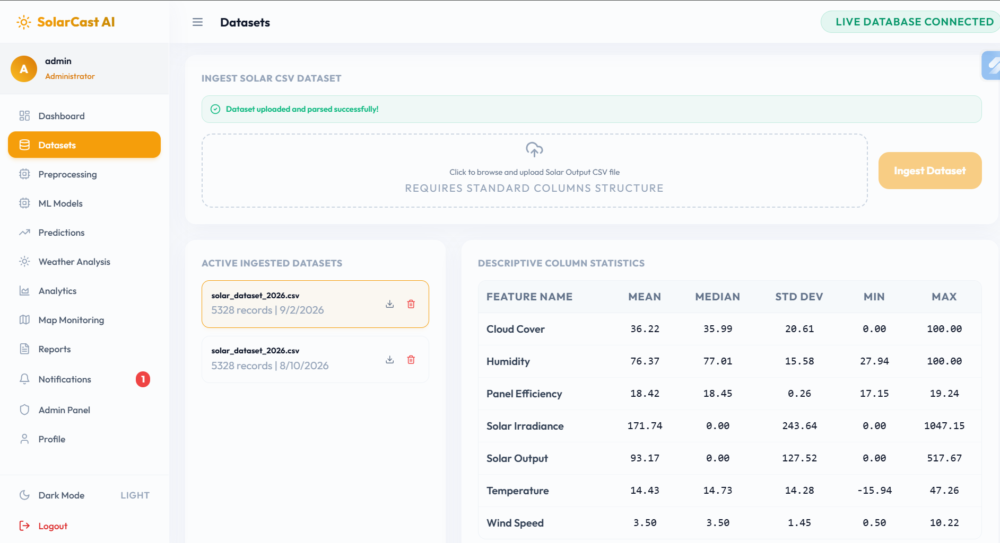 SolarCast AI
Datasets
LIVE DATABASE CONNECTED
A
admin
Administrator
Dashboard
Datasets
Preprocessing
ML Models
Predictions
Weather Analysis
Analytics
Map Monitoring
Reports
Notifications 1
Admin Panel
Profile
Dark Mode LIGHT
Logout
INGEST SOLAR CSV DATASET
Dataset uploaded and parsed successfully!
Click to browse and upload Solar Output CSV file
REQUIRES STANDARD COLUMNS STRUCTURE
Ingest Dataset
ACTIVE INGESTED DATASETS
solar_dataset_2026.csv
5328 records | 9/2/2026
solar_dataset_2026.csv
5328 records | 8/10/2026
DESCRIPTIVE COLUMN STATISTICS
FEATURE NAME MEAN MEDIAN STD DEV MIN MAX
Cloud Cover 36.22 35.99 20.61 0.00 100.00
Humidity 76.37 77.01 15.58 27.94 100.00
Panel Efficiency 18.42 18.45 0.26 17.15 19.24
Solar Irradiance 171.74 0.00 243.64 0.00 1047.15
Solar Output 93.17 0.00 127.52 0.00 517.67
Temperature 14.43 14.73 14.28 -15.94 47.26
Wind Speed 3.50 3.50 1.45 0.50 10.22